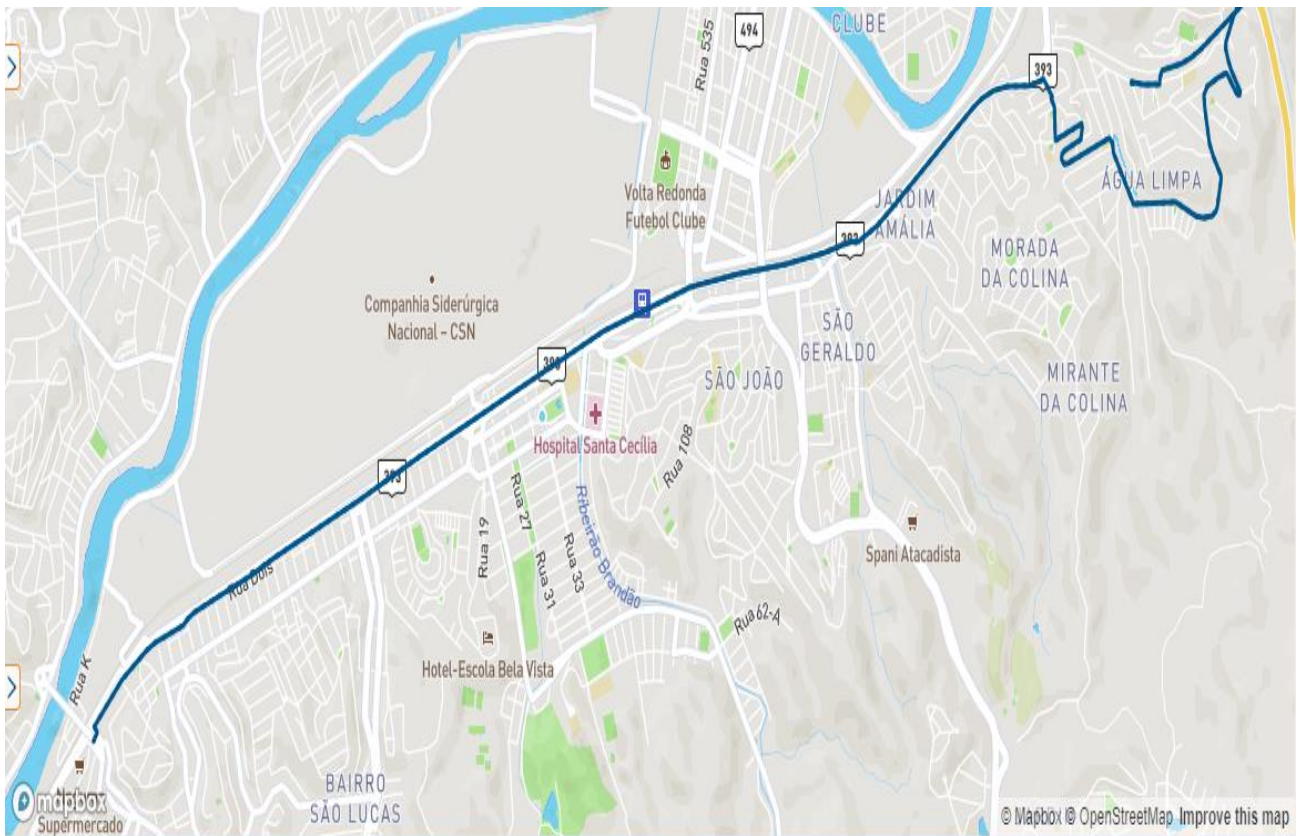 CLUBE
494
Rua 535
393
Volta Redonda
Futebol Clube
ÁGUA LIMPA
JARDIM
AMÁLIA
393
MORADA
DA COLINA
Companhia Siderúrgica
Nacional - CSN
SÃO
GERALDO
393
SÃO JOÃO
MIRANTE
DA COLINA
Hospital Santa Cecília
Rua 108
393
Rua 27
Rua 19
Rua 31
Rua 33
Ribeirão Brandão
Spani Atacadista
Rua Dois
Rua 62-A
Hotel-Escola Bela Vista
Rua K
BAIRRO
SÃO LUCAS
mapbox
Supermercado
© Mapbox © OpenStreetMap Improve this map